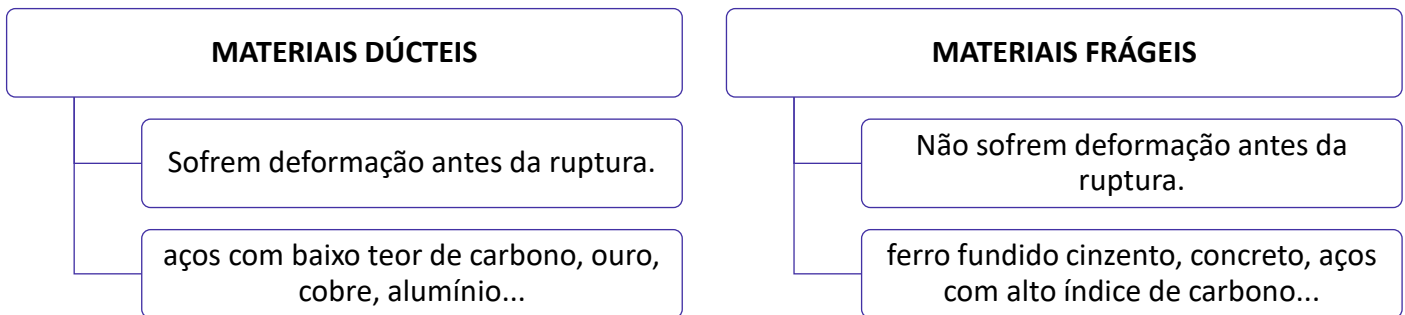 MATERIAIS DÚCTEIS
Sofrem deformação antes da ruptura.
aços com baixo teor de carbono, ouro,
cobre, alumínio...
MATERIAIS FRÁGEIS
Não sofrem deformação antes da
ruptura.
ferro fundido cinzento, concreto, aços
com alto índice de carbono...